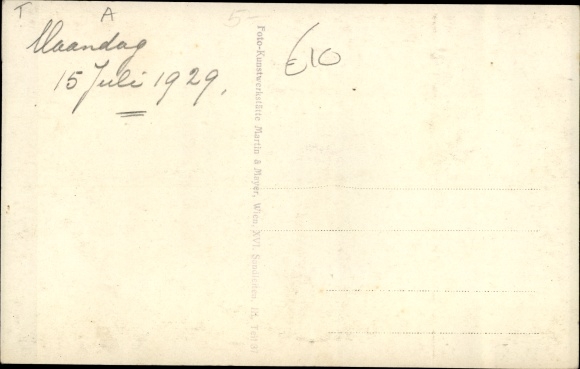 T A
Maandag
15 Juli 1929.
5-
€10
Foto-Kunstwerkstätte Martin & Mayer, Wien, XVI.